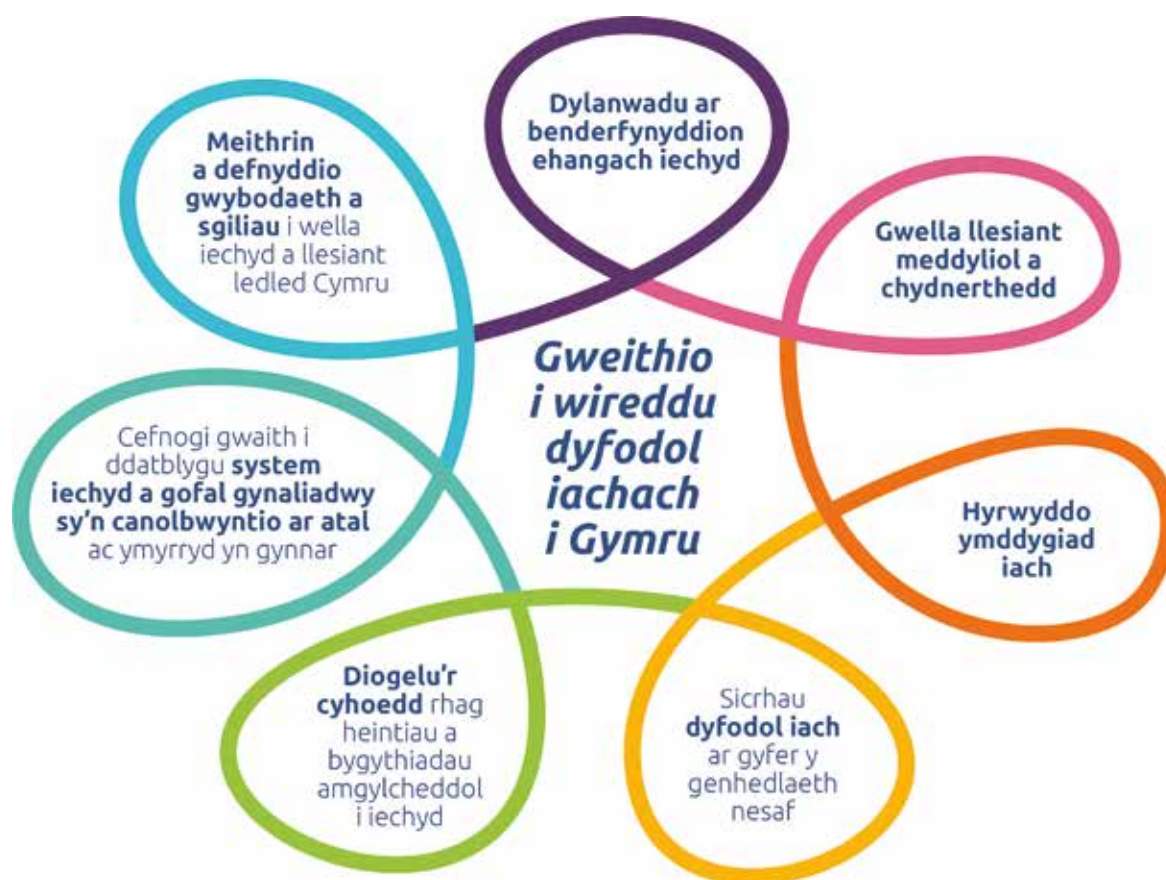 Dylanwadu ar
benderfynyddion
ehangach iechyd
Gwella llesiant
meddyliol a
chydnerthedd
Hyrwyddo
ymddygiad
iach
Sicrhau
dyfodol iach
ar gyfer y
genhedlaeth
nesaf
Diogelu'r
cyhoedd rhag
heintiau a
bygythiadau
amgylcheddol
i iechyd
Cefnogi gwaith i
ddatblygu system
iechyd a gofal gynaliadwy
sy'n canolbwyntio ar atal
ac ymyrryd yn gynnar
Meithrin
a defnyddio
gwybodaeth a
sgiliau i wella
iechyd a llesiant
ledled Cymru
Gweithio
i wireddu
dyfodol
iachach
i Gymru